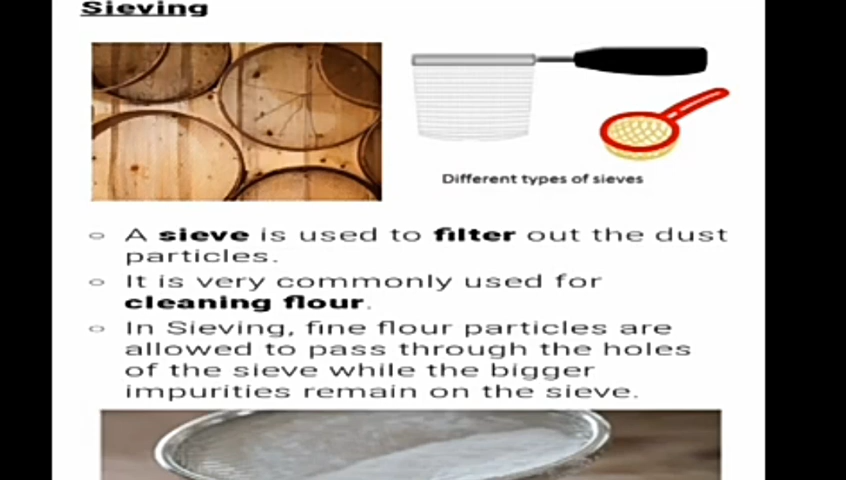 Sieving
Different types of sieves
A sieve is used to filter out the dust
particles.
It is very commonly used for
cleaning flour.
In Sieving, fine flour particles are
allowed to pass through the holes
of the sieve while the bigger
impurities remain on the sieve.